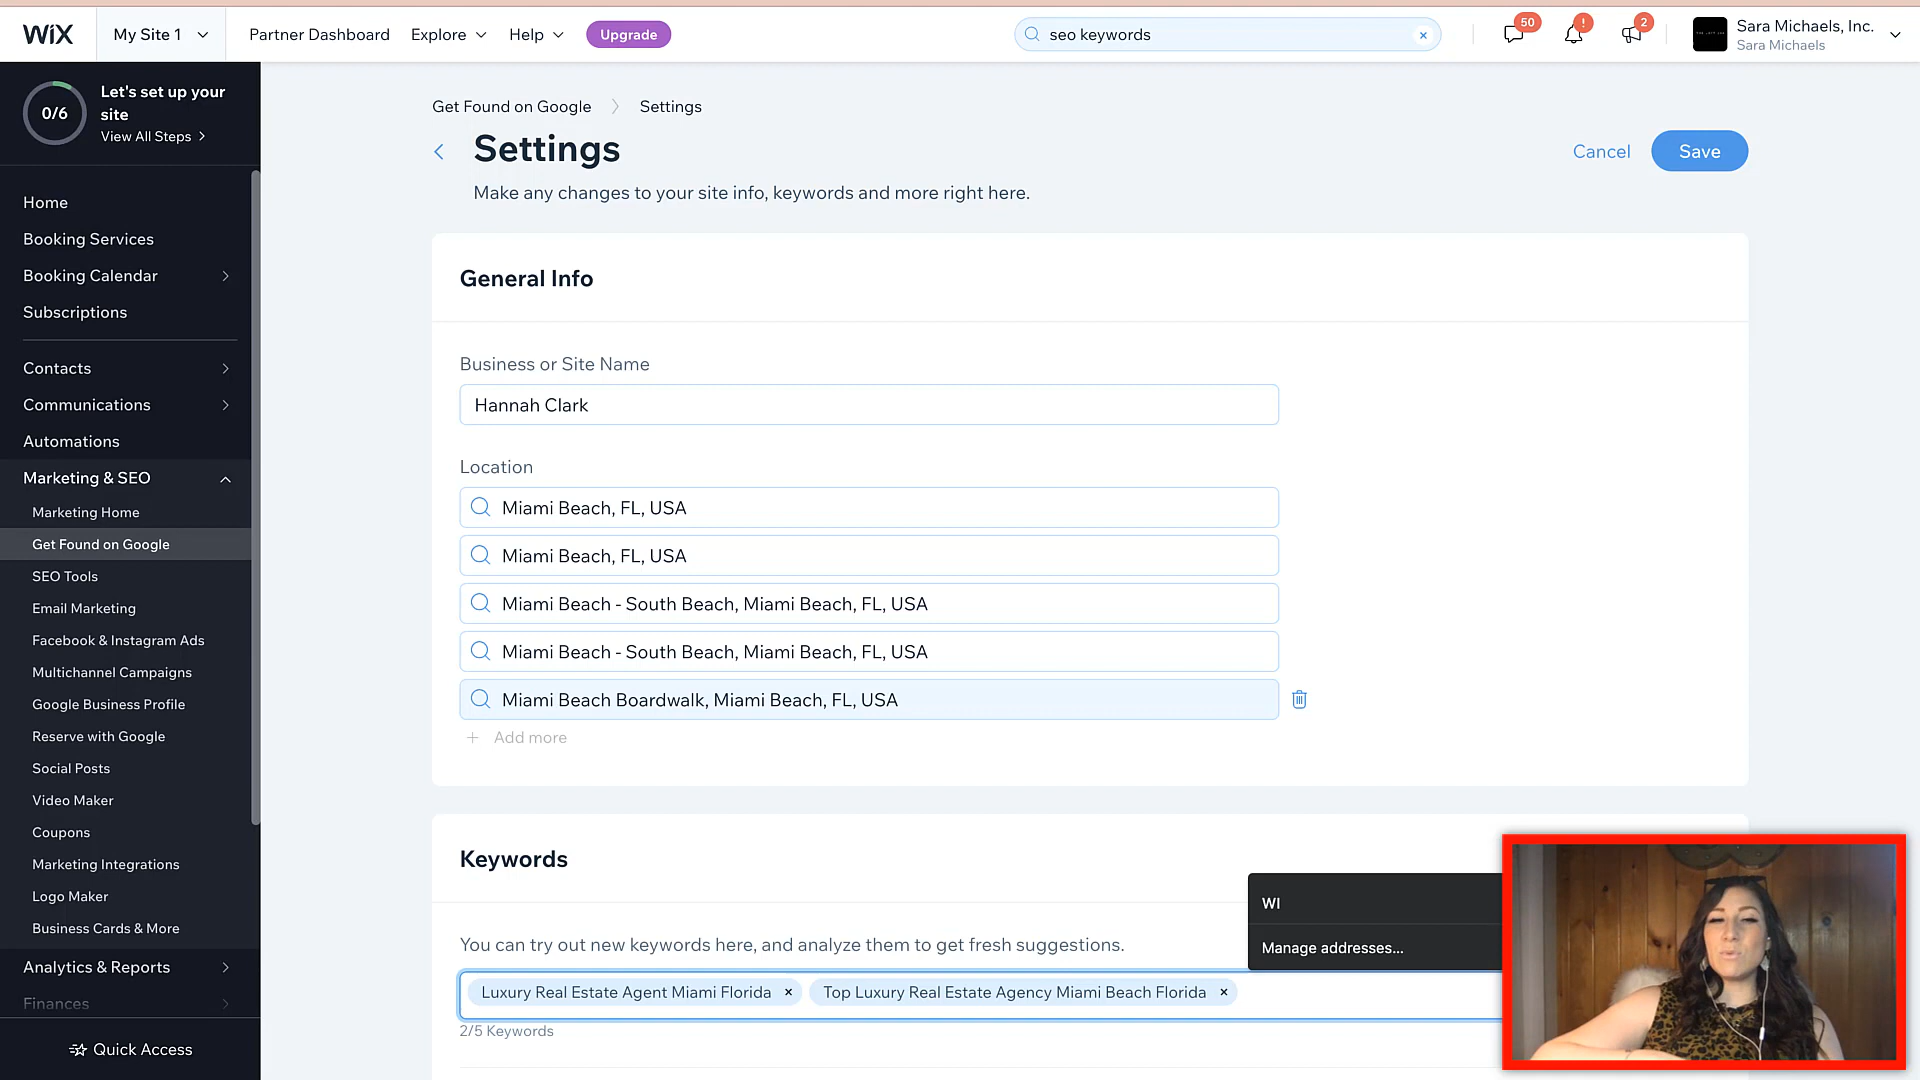 WiX
My Site 1
Partner Dashboard
Explore
Help
Upgrade
seo keywords
50
!
2
Sara Michaels, Inc.
Sara Michaels
0/6
Let's set up your
site
View All Steps
Home
Booking Services
Booking Calendar
Subscriptions
Contacts
Communications
Automations
Marketing & SEO
Marketing Home
Get Found on Google
SEO Tools
Email Marketing
Facebook & Instagram Ads
Multichannel Campaigns
Google Business Profile
Reserve with Google
Social Posts
Video Maker
Coupons
Marketing Integrations
Logo Maker
Business Cards & More
Analytics & Reports
Finances
Quick Access
Get Found on Google > Settings
Settings
Cancel
Save
Make any changes to your site info, keywords and more right here.
General Info
Business or Site Name
Hannah Clark
Location
Miami Beach, FL, USA
Miami Beach, FL, USA
Miami Beach - South Beach, Miami Beach, FL, USA
Miami Beach - South Beach, Miami Beach, FL, USA
Miami Beach Boardwalk, Miami Beach, FL, USA
+ Add more
Keywords
WI
Manage addresses...
You can try out new keywords here, and analyze them to get fresh suggestions.
Luxury Real Estate Agent Miami Florida × Top Luxury Real Estate Agency Miami Beach Florida ×
2/5 Keywords